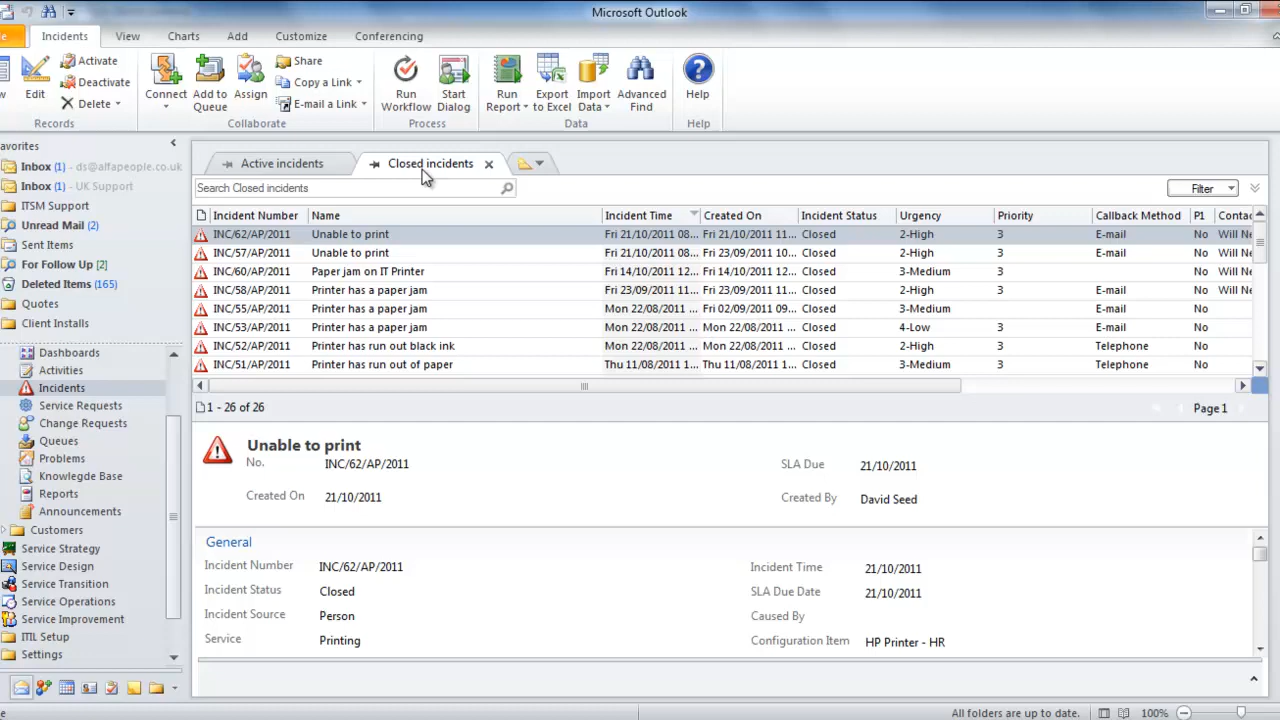 Microsoft Outlook
Incidents View Charts Add Customize Conferencing
Edit
Activate
Deactivate
Delete
Records
Connect
Add to Queue
Assign
Share
Copy a Link
E-mail a Link
Collaborate
Run Workflow
Start Dialog
Process
Run Report
Export to Excel
Import Data
Advanced Find
Data
Help
Help
avorites
Inbox (1) ds@alfapeople.co.uk
Inbox (1) UK Support
ITSM Support
Unread Mail (2)
Sent Items
For Follow Up [2]
Deleted Items (165)
Quotes
Client Installs
Dashboards
Activities
Incidents
Service Requests
Change Requests
Queues
Problems
Knowlegde Base
Reports
Announcements
Customers
Service Strategy
Service Design
Service Transition
Service Operations
Service Improvement
ITIL Setup
Settings
Active incidents Closed incidents
Search Closed incidents Filter
Incident Number Name Incident Time Created On Incident Status Urgency Priority Callback Method P1 Contac
INC/62/AP/2011 Unable to print Fri 21/10/2011 08... Fri 21/10/2011 11... Closed 2-High 3 E-mail No Will Ne
INC/57/AP/2011 Unable to print Fri 21/10/2011 08... Fri 23/09/2011 10... Closed 2-High 3 E-mail No
INC/60/AP/2011 Paper jam on IT Printer Fri 14/10/2011 12... Fri 14/10/2011 12... Closed 3-Medium 3 No Will Ne
INC/58/AP/2011 Printer has a paper jam Fri 23/09/2011 11... Fri 23/09/2011 11... Closed 2-High 3 E-mail No Will Ne
INC/55/AP/2011 Printer has a paper jam Mon 22/08/2011 ... Fri 02/09/2011 09... Closed 3-Medium E-mail No
INC/53/AP/2011 Printer has a paper jam Mon 22/08/2011 ... Mon 22/08/2011 ... Closed 4-Low 3 E-mail No
INC/52/AP/2011 Printer has run out black ink Mon 22/08/2011 ... Mon 22/08/2011 ... Closed 2-High 3 Telephone No
INC/51/AP/2011 Printer has run out of paper Thu 11/08/2011 1... Thu 11/08/2011 1... Closed 3-Medium 3 Telephone No
1 - 26 of 26 Page 1
Unable to print
No. INC/62/AP/2011 SLA Due 21/10/2011
Created On 21/10/2011 Created By David Seed
General
Incident Number INC/62/AP/2011 Incident Time 21/10/2011
Incident Status Closed SLA Due Date 21/10/2011
Incident Source Person Caused By
Service Printing Configuration Item HP Printer - HR
All folders are up to date. 100%